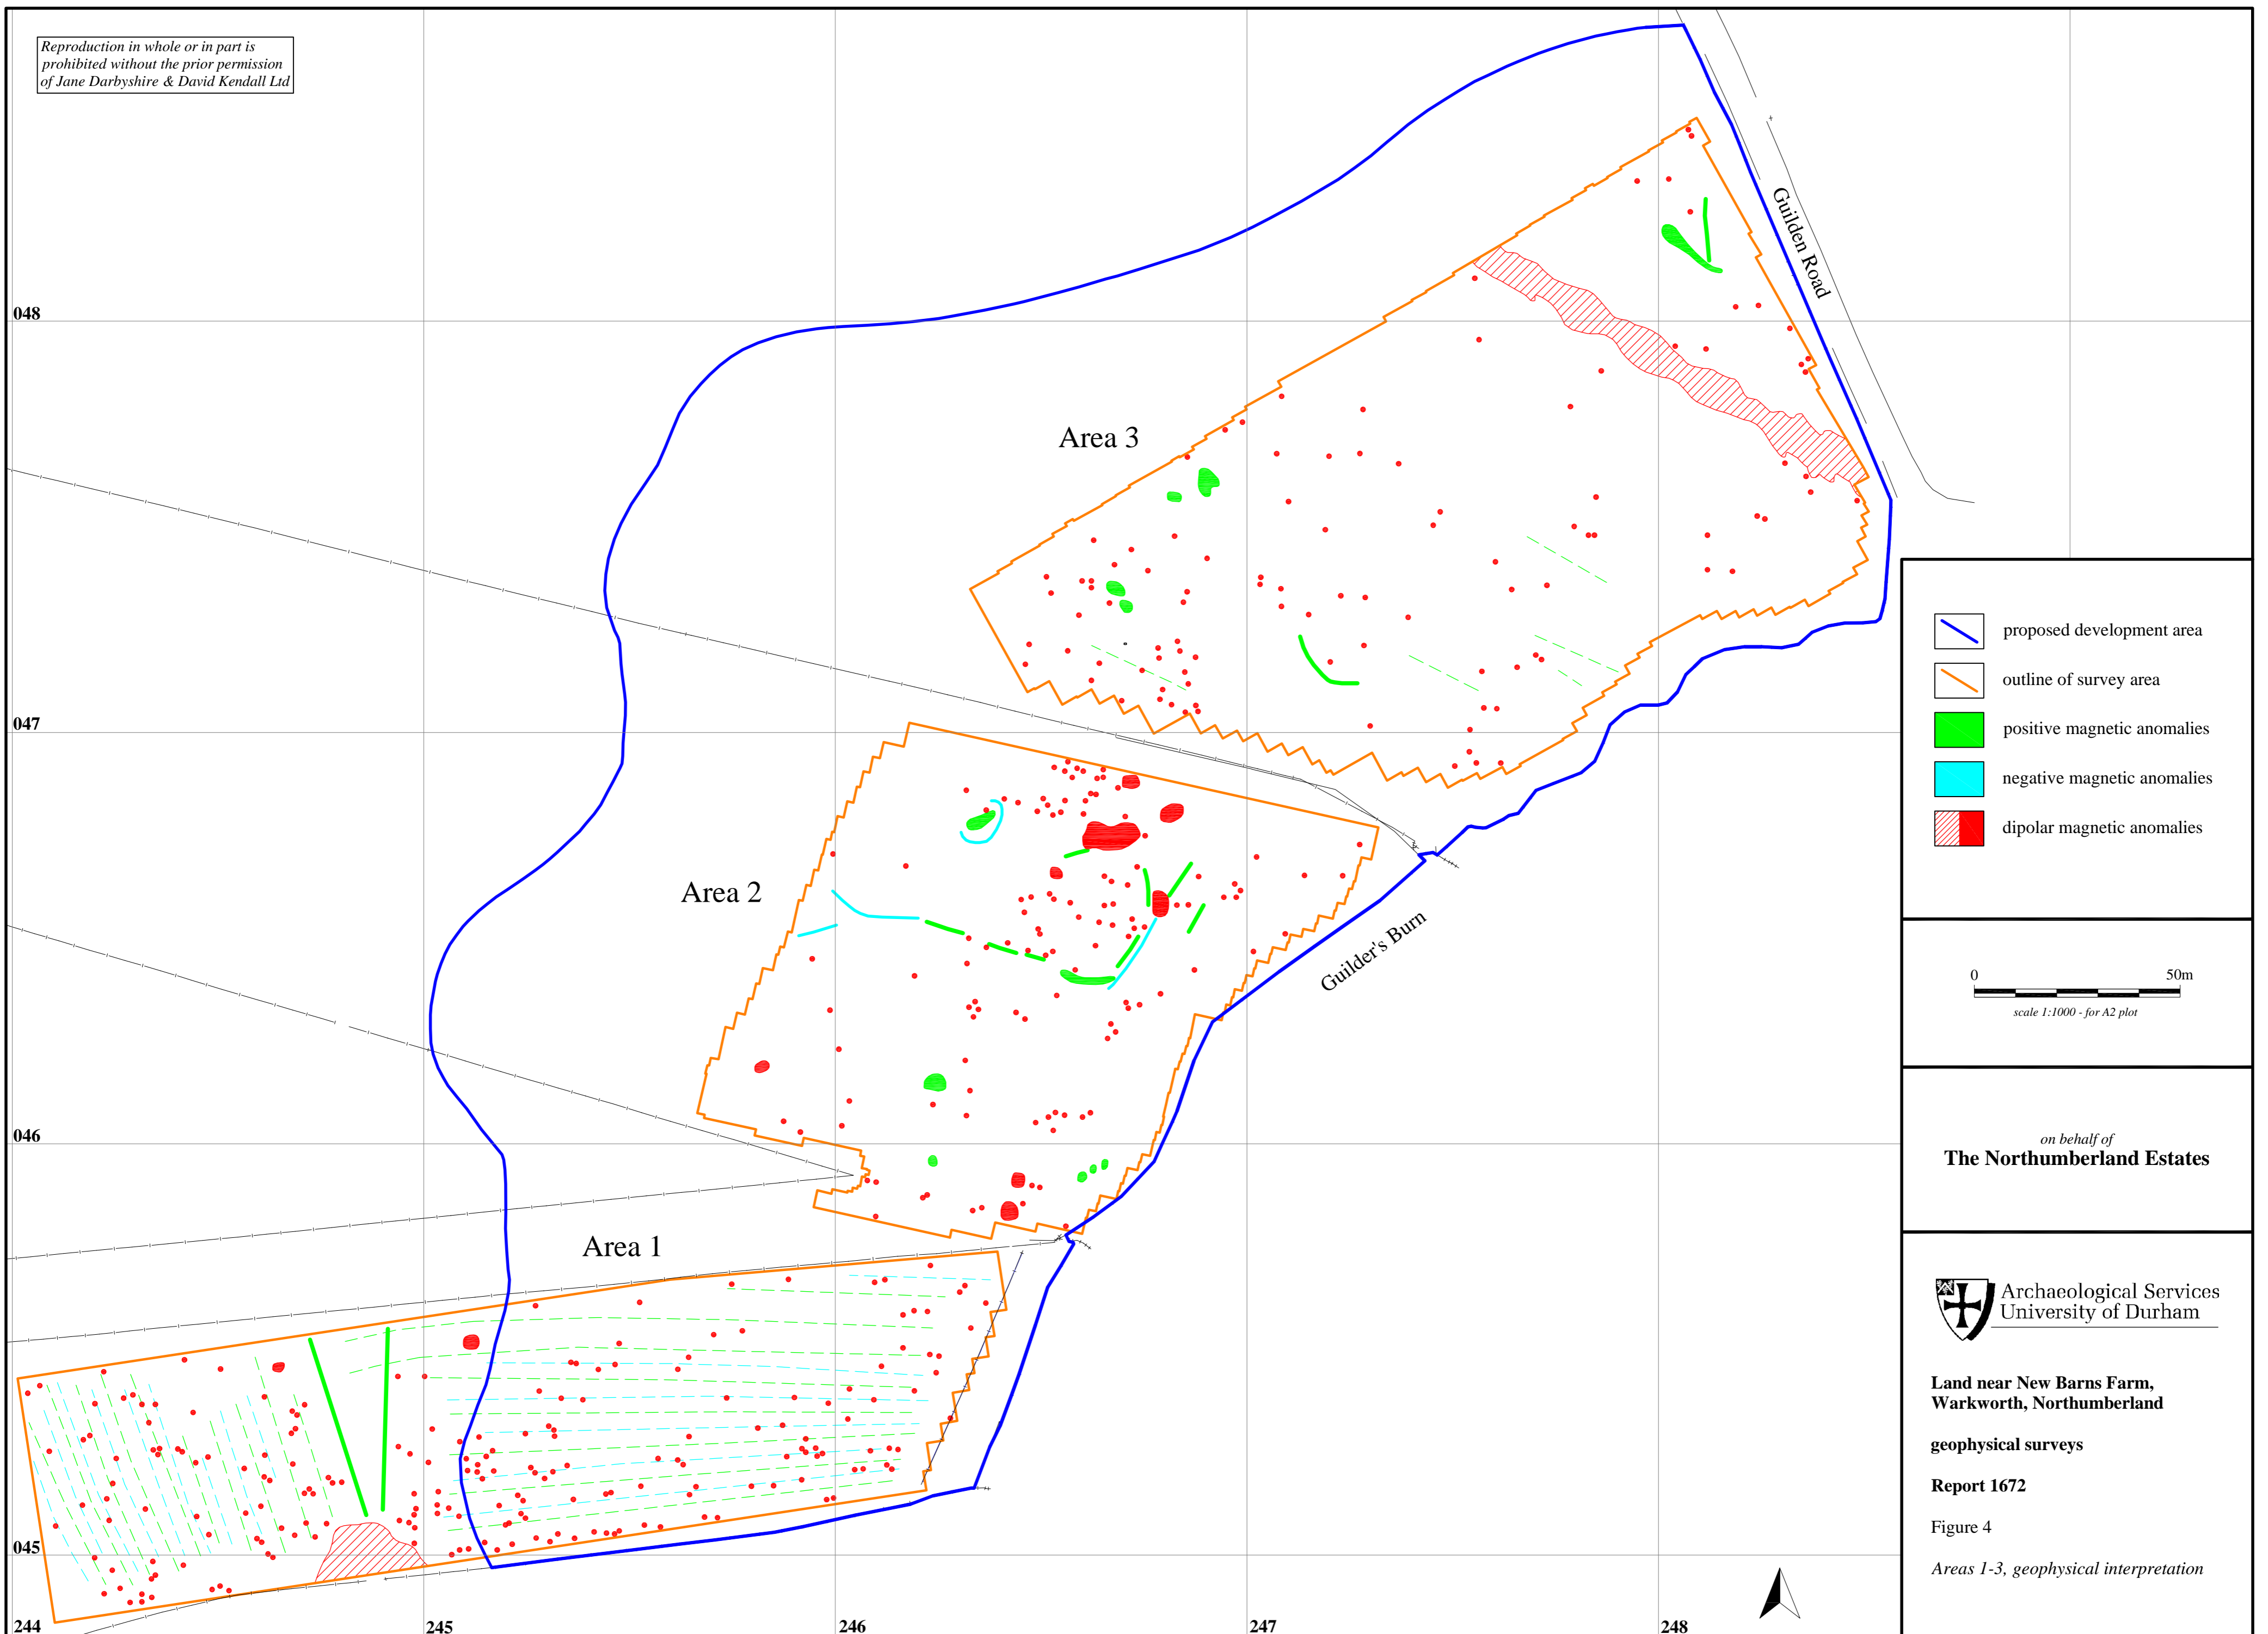 Reproduction in whole or in part is
prohibited without the prior permission
of Jane Darbyshire & David Kendall Ltd
Guilden Road
048
Area 3
047
Area 2
Guilder's Burn
046
Area 1
045
244
245
246
247
248
proposed development area
outline of survey area
positive magnetic anomalies
negative magnetic anomalies
dipolar magnetic anomalies
0 50m
scale 1:1000 - for A2 plot
on behalf of
The Northumberland Estates
Archaeological Services
University of Durham
Land near New Barns Farm,
Warkworth, Northumberland
geophysical surveys
Report 1672
Figure 4
Areas 1-3, geophysical interpretation